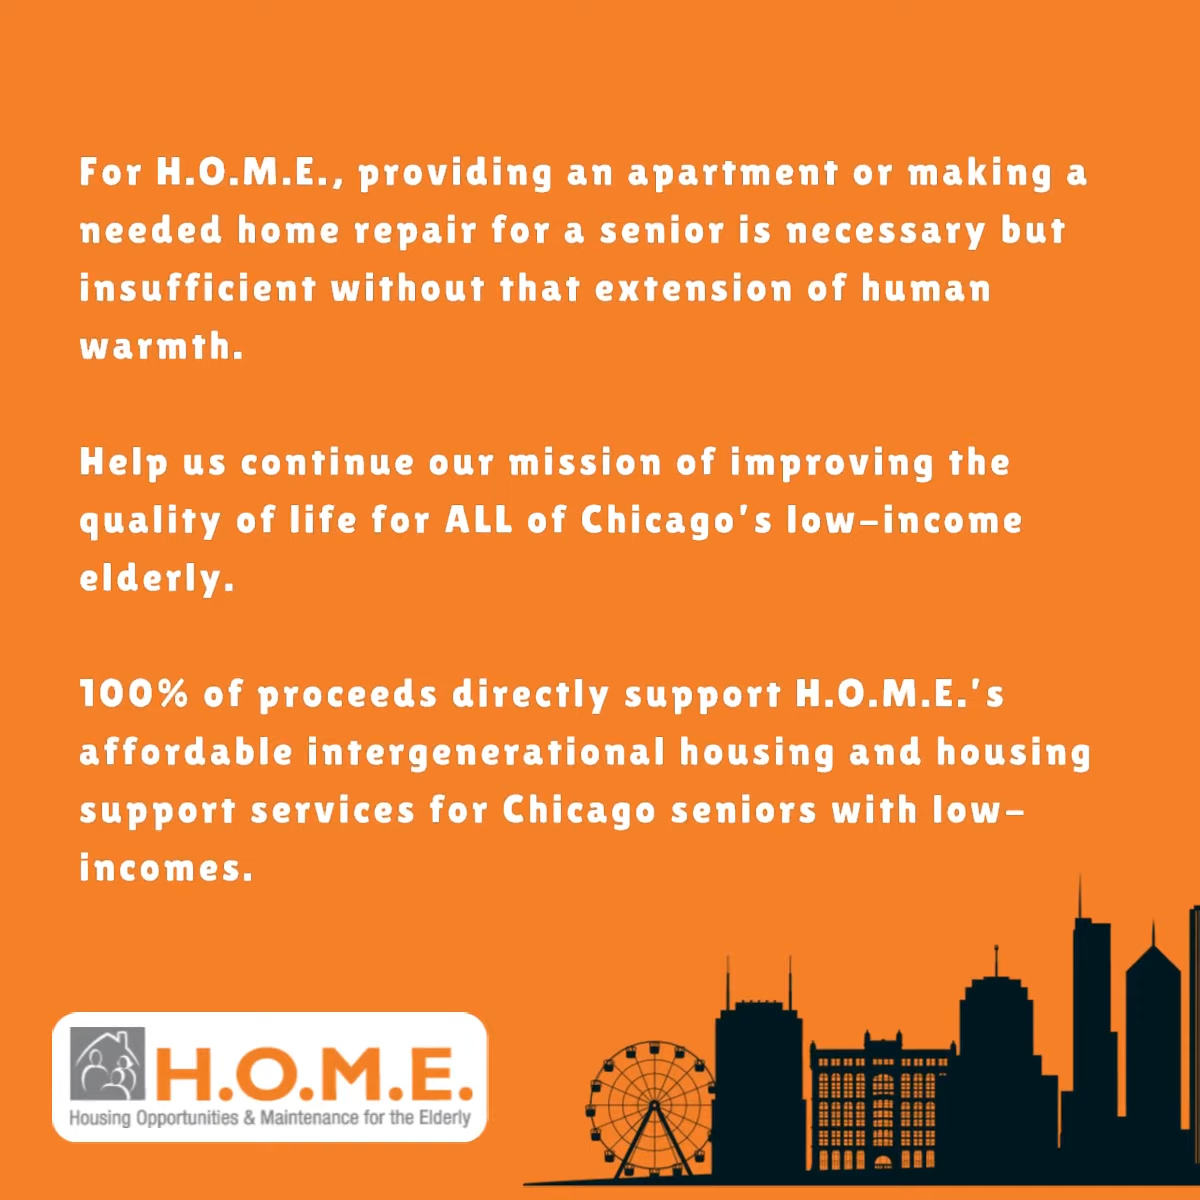 For H.O.M.E., providing an apartment or making a
needed home repair for a senior is necessary but
insufficient without that extension of human
warmth.
Help us continue our mission of improving the
quality of life for ALL of Chicago's low-income
elderly.
100% of proceeds directly support H.O.M.E.'s
affordable intergenerational housing and housing
support services for Chicago seniors with low-
incomes.
H.O.M.E.
Housing Opportunities & Maintenance for the Elderly